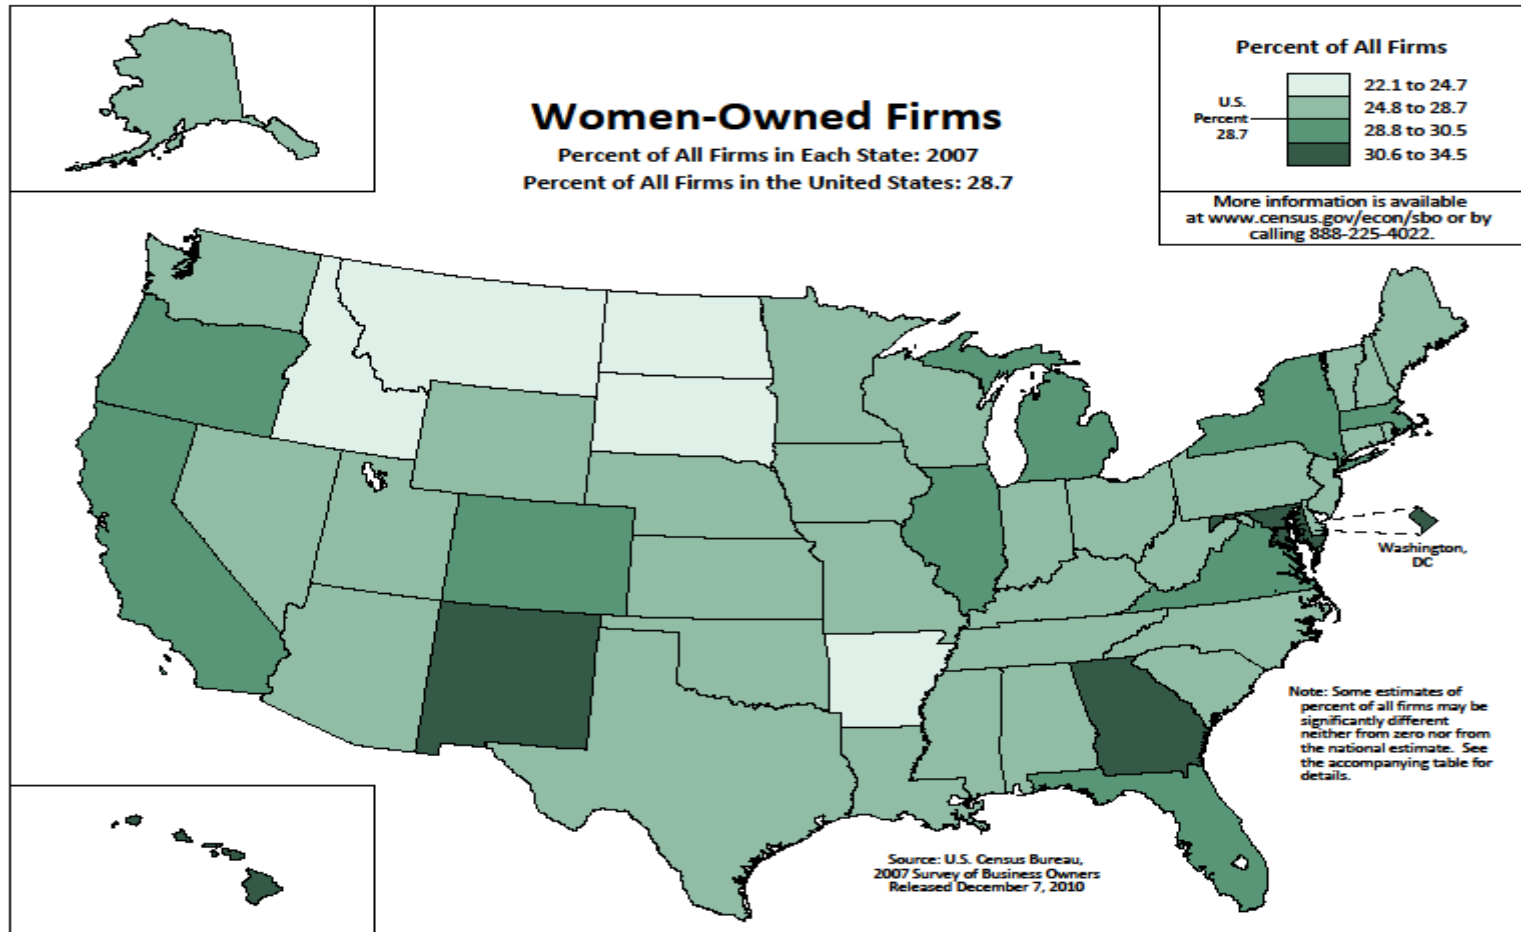 Women-Owned Firms
Percent of All Firms in Each State: 2007
Percent of All Firms in the United States: 28.7
Percent of All Firms
22.1 to 24.7
24.8 to 28.7
28.8 to 30.5
30.6 to 34.5
U.S.
Percent
28.7
More information is available
at www.census.gov/econ/sbo or by
calling 888-225-4022.
Washington,
DC
Note: Some estimates of
percent of all firms may be
significantly different
neither from zero nor from
the national estimate. See
the accompanying table for
details.
Source: U.S. Census Bureau,
2007 Survey of Business Owners
Released December 7, 2010